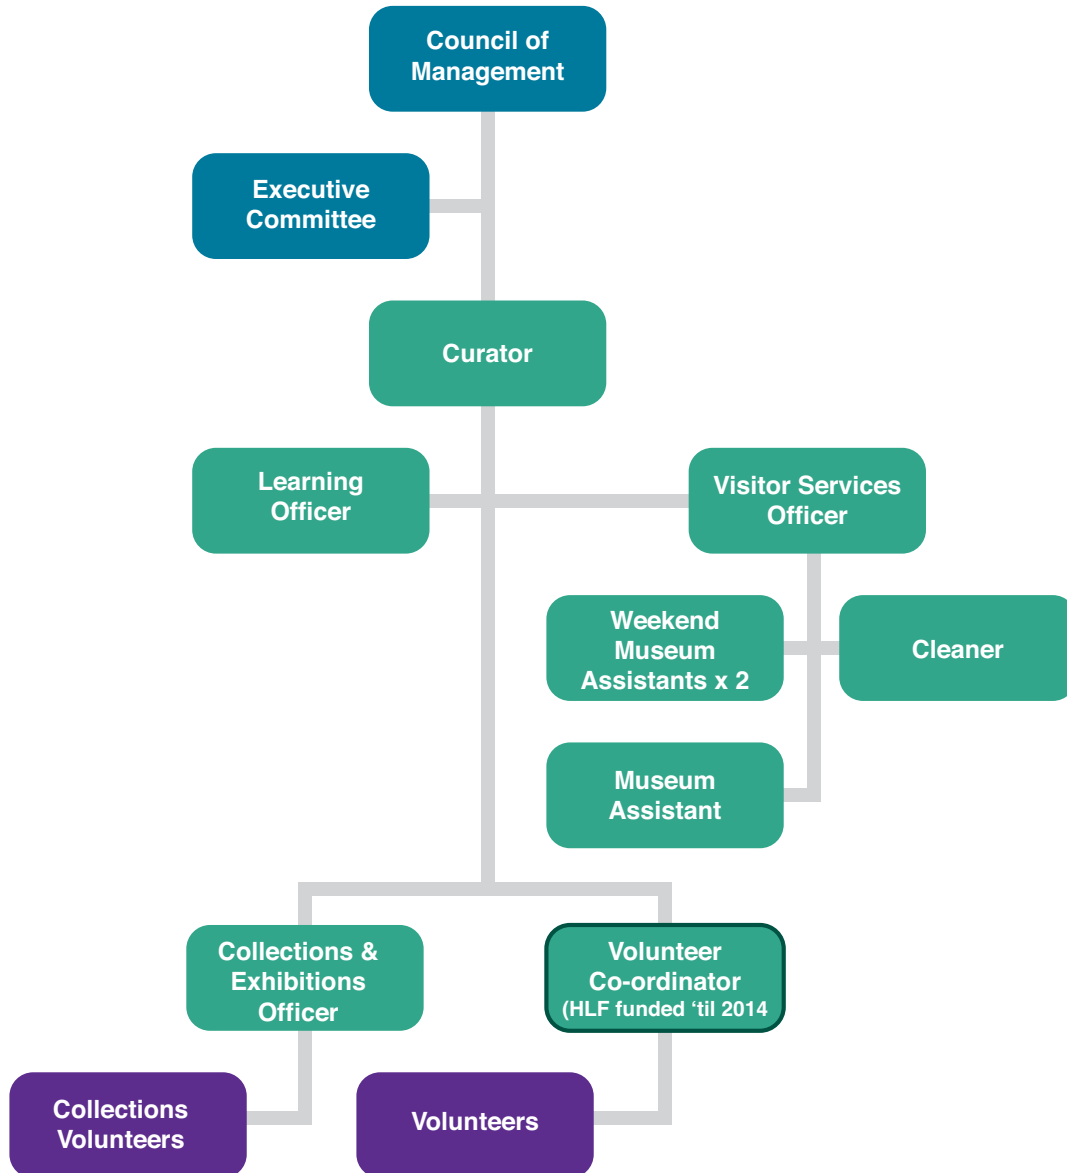 Council of
Management
Executive
Committee
Curator
Learning
Officer
Visitor Services
Officer
Weekend
Museum
Assistants x 2
Cleaner
Museum
Assistant
Collections &
Exhibitions
Officer
Volunteer
Co-ordinator
(HLF funded ‘til 2014
Collections
Volunteers
Volunteers